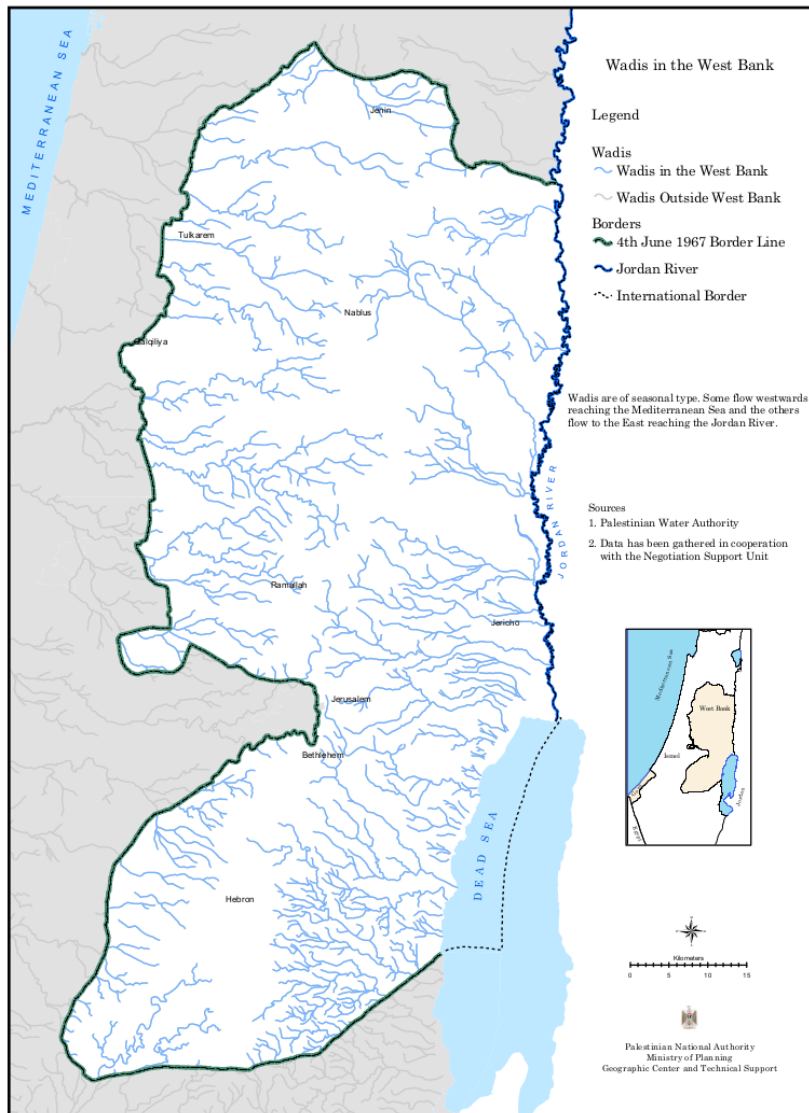 Wadis in the West Bank
Legend
Wadis
Wadis in the West Bank
Wadis Outside West Bank
Borders
4th June 1967 Border Line
Jordan River
International Border
Wadis are of seasonal type. Some flow westwards
reaching the Mediterranean Sea and the others
flow to the East reaching the Jordan River.
Sources
1. Palestinian Water Authority
2. Data has been gathered in cooperation
with the Negotiation Support Unit
MEDITERRANEAN SEA
Jenin
Tulkarem
Nablus
Qalqiliya
JORDAN RIVER
Ramallah
Jericho
Jerusalem
Bethlehem
DEAD SEA
Hebron
Mediterranean Sea
West Bank
Israel
Jordan
Egypt
Kilometers
0 5 10 15
Palestinian National Authority
Ministry of Planning
Geographic Center and Technical Support